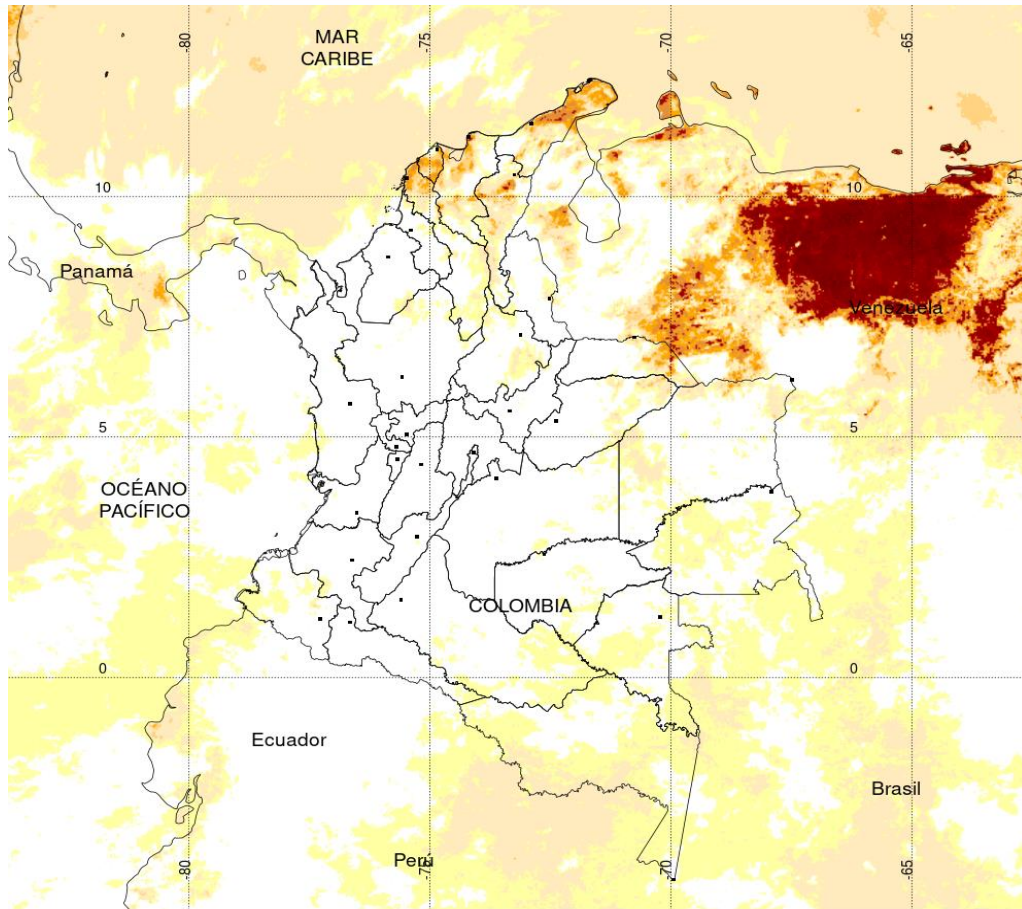 MAR
CARIBE
-80
-75
-70
-65
10
10
Panamá
Venezuela
5
5
OCÉANO
PACÍFICO
COLOMBIA
0
0
Ecuador
Brasil
Perú
-80
-75
-70
-65